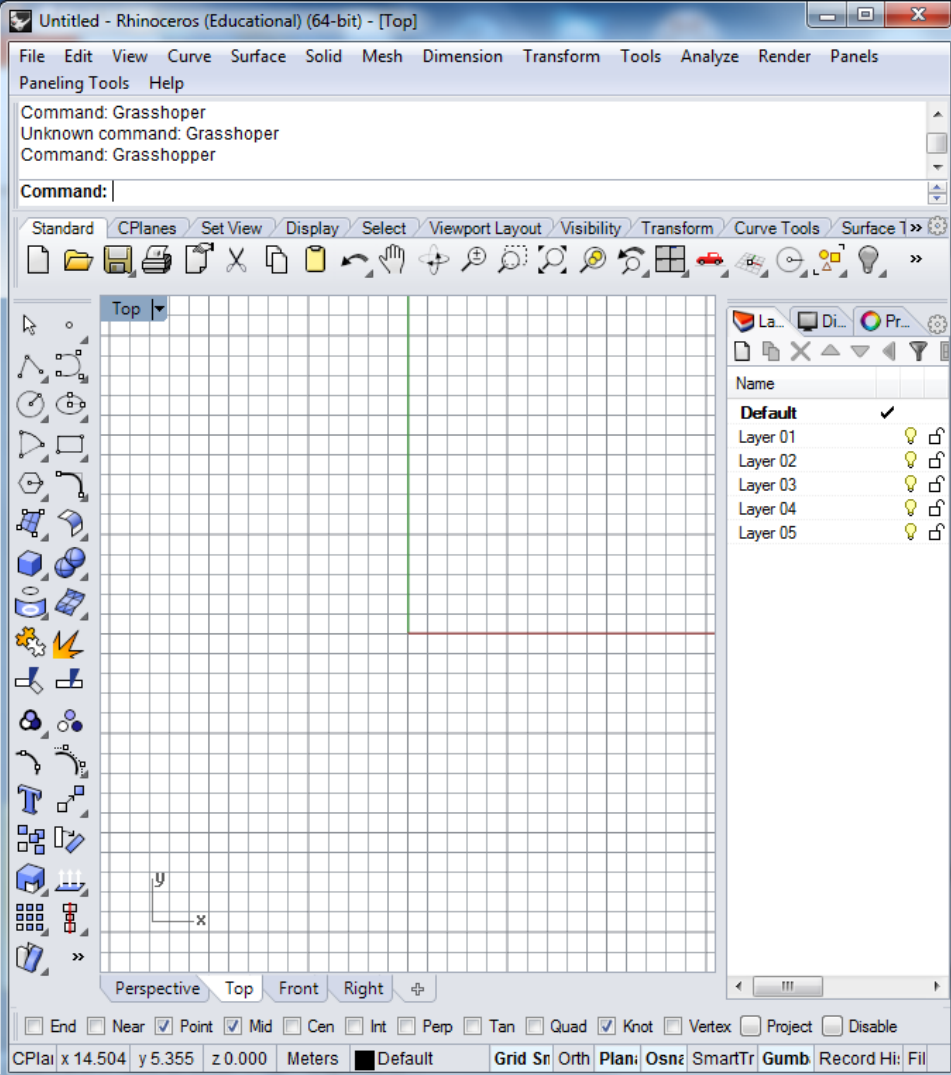 Untitled - Rhinoceros (Educational) (64-bit) - [Top]
File Edit View Curve Surface Solid Mesh Dimension Transform Tools Analyze Render Panels
Paneling Tools Help
Command: Grasshoper
Unknown command: Grasshoper
Command: Grasshopper
Command:
Standard CPlanes Set View Display Select Viewport Layout Visibility Transform Curve Tools Surface T
Top
La... Di... Pr...
Name
Default
Layer 01
Layer 02
Layer 03
Layer 04
Layer 05
y
x
Perspective Top Front Right
End Near Point Mid Cen Int Perp Tan Quad Knot Vertex Project Disable
CPlai x 14.504 y 5.355 z 0.000 Meters Default Grid Sn Orth Plana Osna SmartTr Gumb Record His Fil